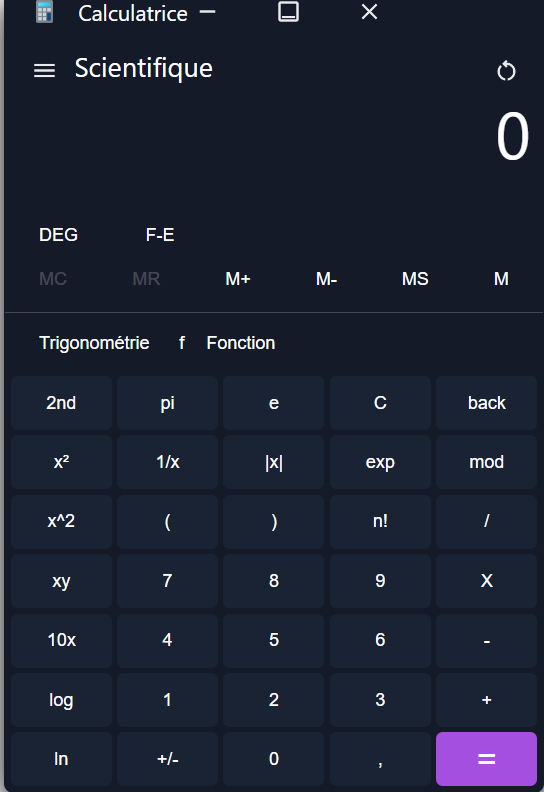 Calculatrice
Scientifique
0
DEG F-E
MC MR M+ M- MS M
Trigonométrie f Fonction
2nd pi e C back
x² 1/x |x| exp mod
x^2 ( ) n! /
xy 7 8 9 X
10x 4 5 6 -
log 1 2 3 +
ln +/- 0 , =